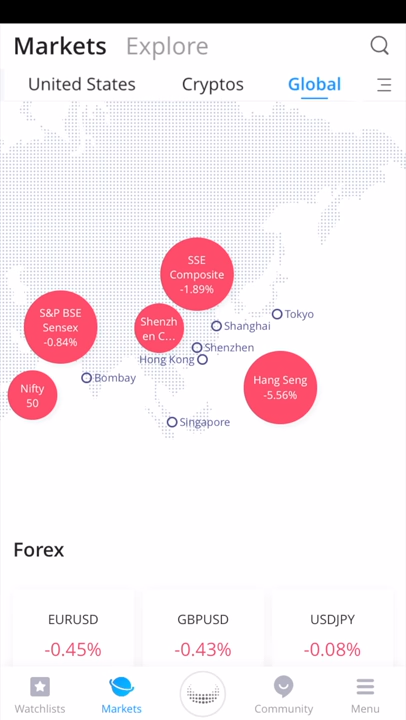 Markets Explore
United States Cryptos Global
SSE
Composite
-1.89%
S&P BSE
Sensex
-0.84%
Shenzh
en C...
Tokyo
Shanghai
Shenzhen
Hong Kong
Bombay
Nifty
50
Hang Seng
-5.56%
Singapore
Forex
EURUSD GBPUSD USDJPY
-0.45% -0.43% -0.08%
Watchlists Markets Community Menu